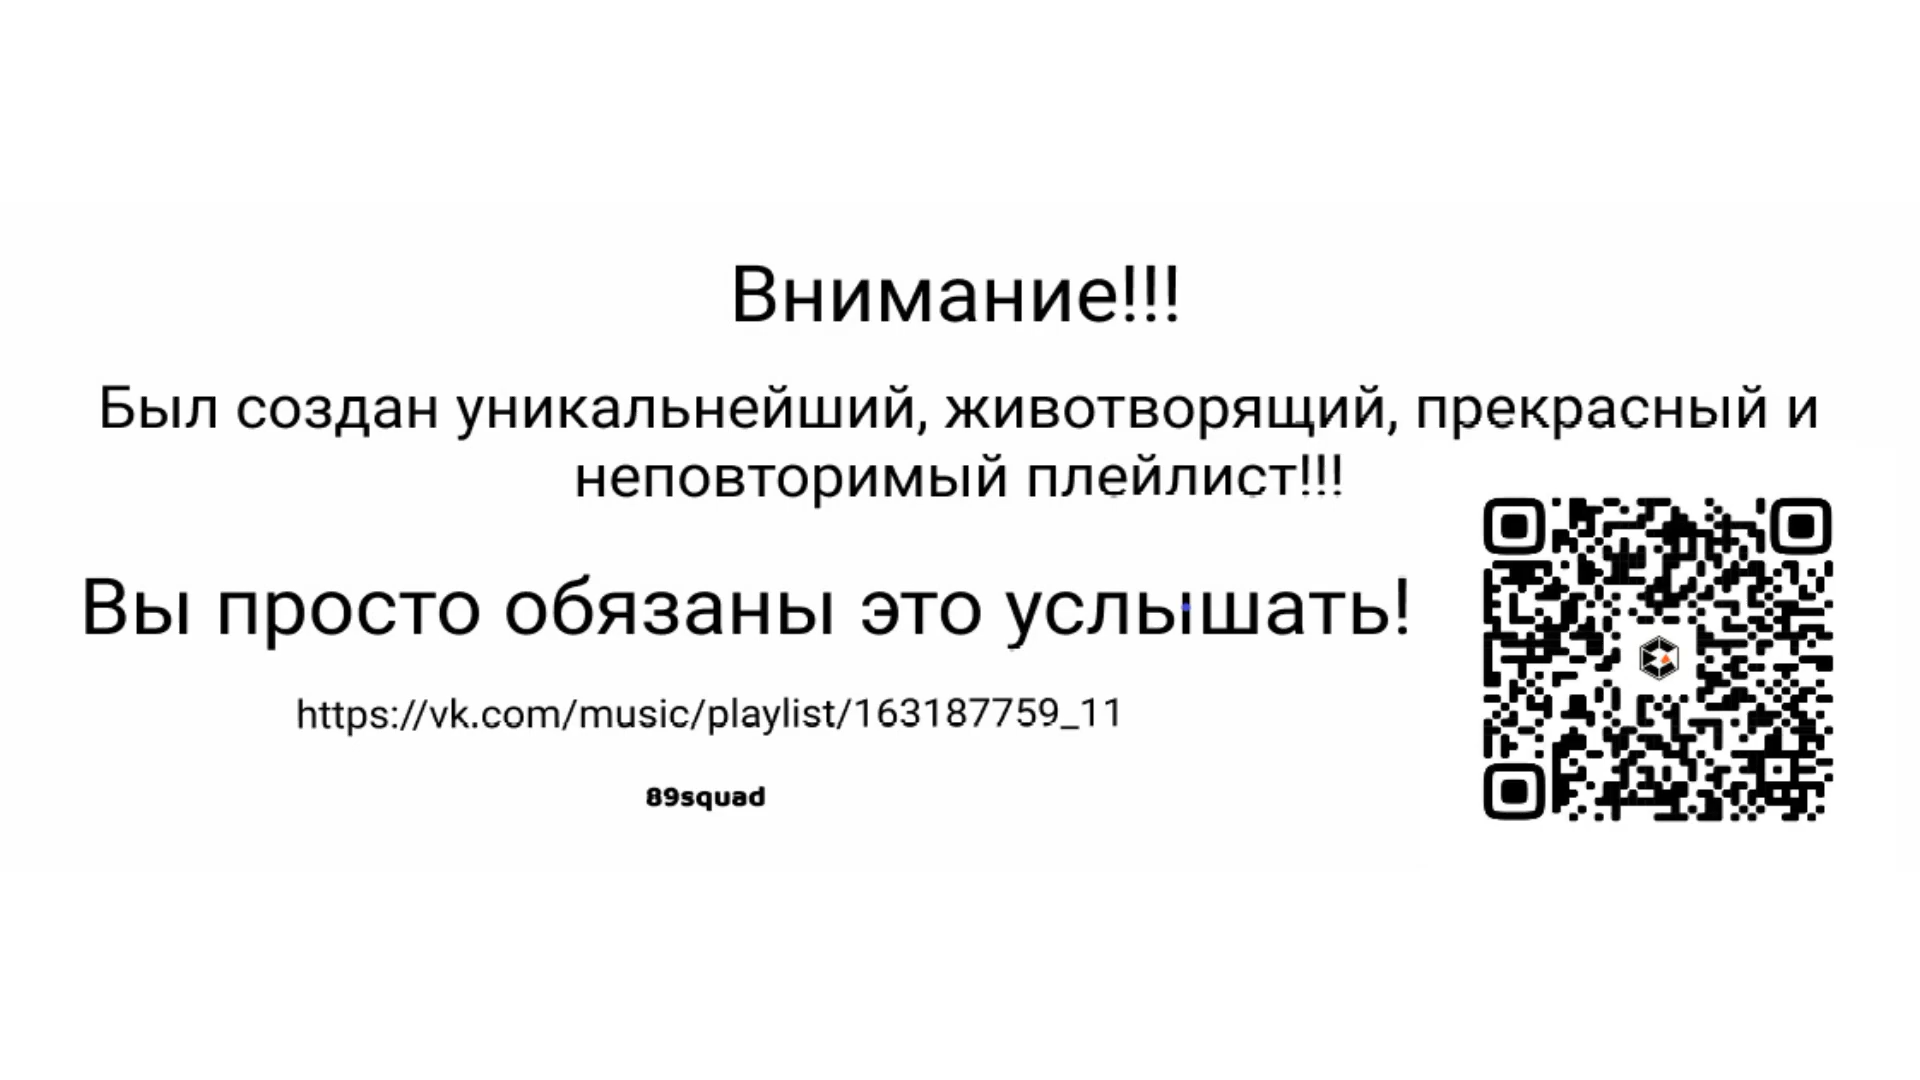 Внимание!!!
Был создан уникальнейший, животворящий, прекрасный и
неповторимый плейлист!!!
Вы просто обязаны это услышать!
https://vk.com/music/playlist/163187759_11
89squad